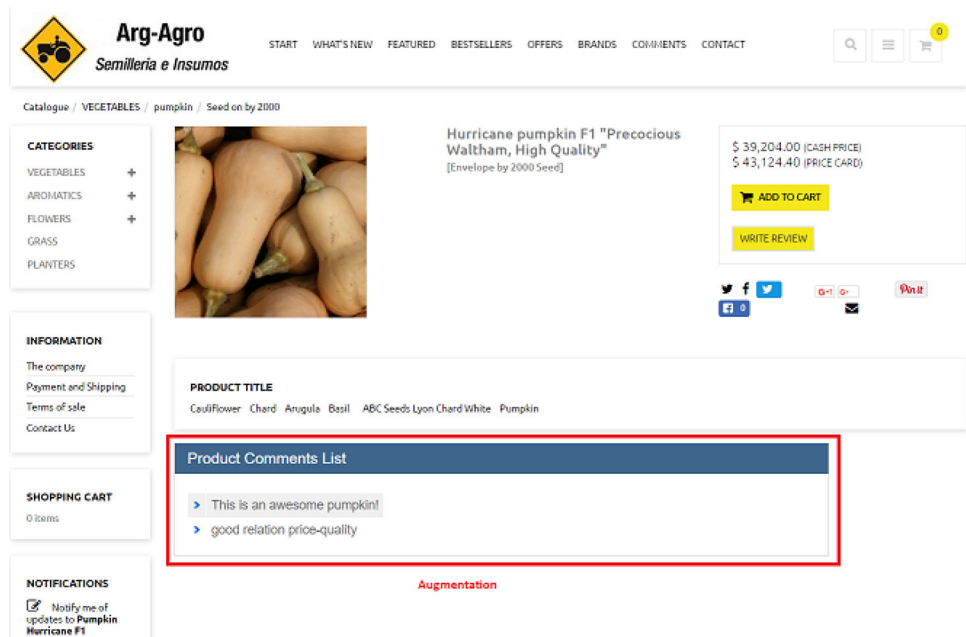 Arg-Agro
Semilleria e Insumos
START WHAT'S NEW FEATURED BESTSELLERS OFFERS BRANDS COMMENTS CONTACT
0
Catalogue / VEGETABLES / pumpkin / Seed on by 2000
CATEGORIES
VEGETABLES +
AROMATICS +
FLOWERS +
GRASS
PLANTERS
Hurricane pumpkin F1 "Precocious
Waltham, High Quality"
[Envelope by 2000 Seed]
$ 39,204.00 (CASH PRICE)
$ 43,124.40 (PRICE CARD)
ADD TO CART
WRITE REVIEW
G+1 G+
Pin it
0
INFORMATION
The company
Payment and Shipping
Terms of sale
Contact Us
PRODUCT TITLE
Cauliflower Chard Arugula Basil ABC Seeds Lyon Chard White Pumpkin
Product Comments List
This is an awesome pumpkin!
good relation price-quality
Augmentation
SHOPPING CART
0 items
NOTIFICATIONS
Notify me of
updates to Pumpkin
Hurricane F1